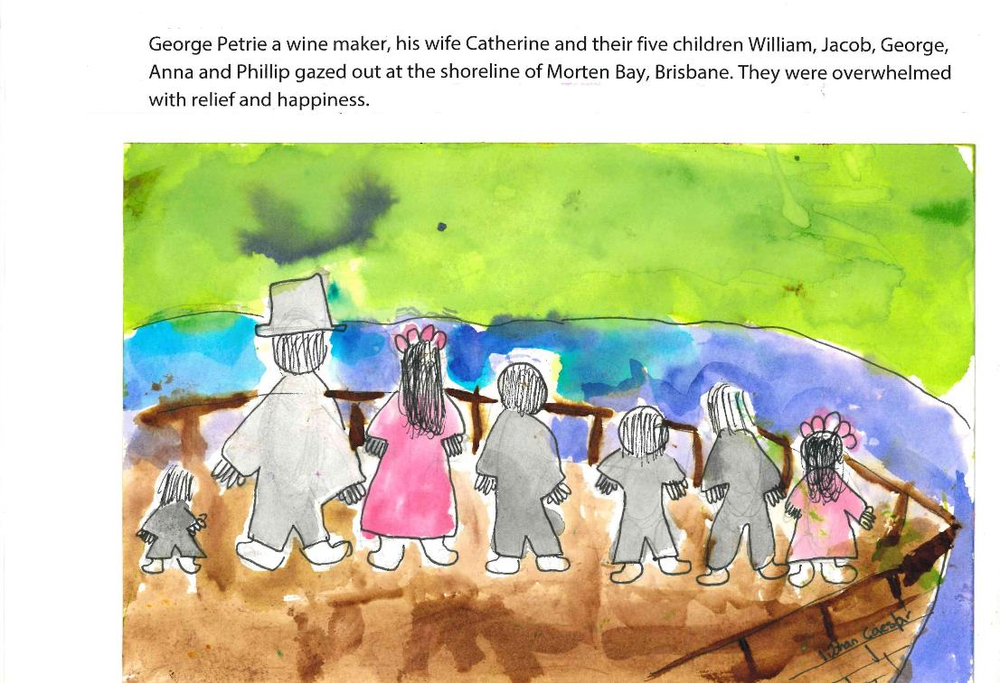 George Petrie a wine maker, his wife Catherine and their five children William, Jacob, George,
Anna and Phillip gazed out at the shoreline of Morten Bay, Brisbane. They were overwhelmed
with relief and happiness.